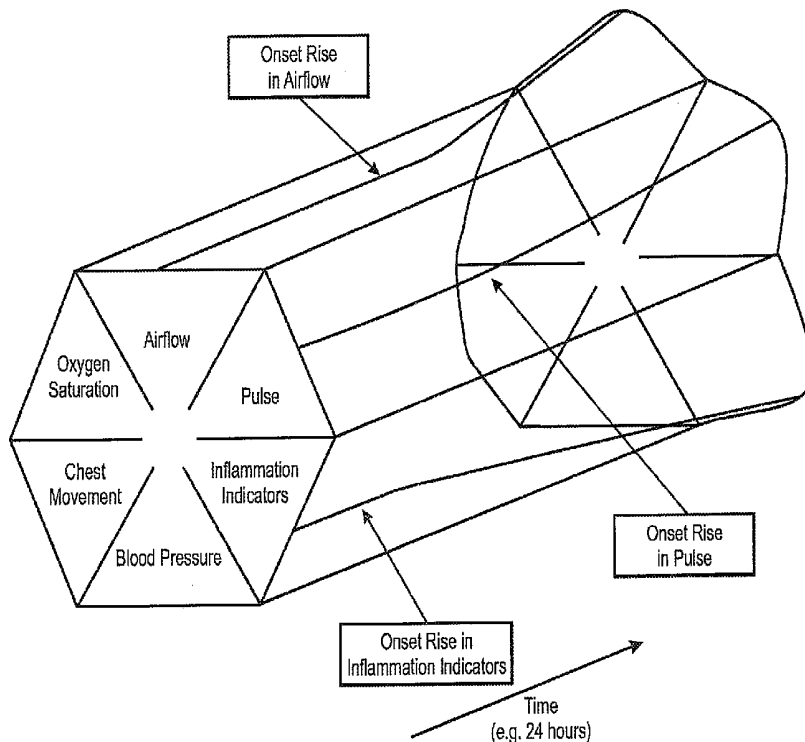 Onset Rise
in Airflow
Airflow
Oxygen
Saturation
Pulse
Chest
Movement
Inflammation
Indicators
Blood Pressure
Onset Rise
in Pulse
Onset Rise in
Inflammation Indicators
Time
(e.g. 24 hours)